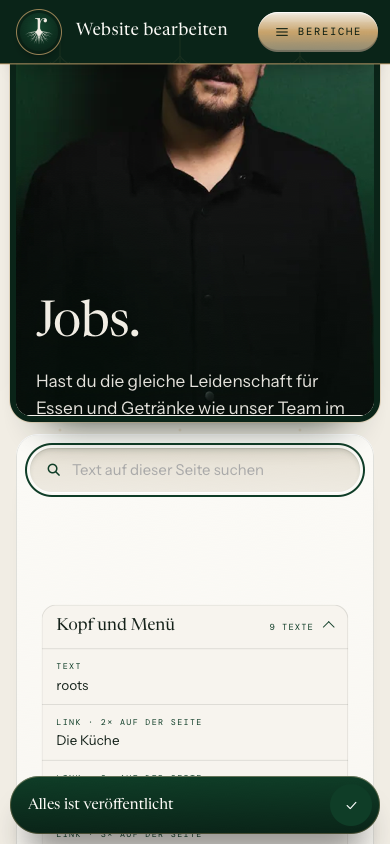 r
Website bearbeiten
BEREICHE
Jobs.
Hast du die gleiche Leidenschaft für
Essen und Getränke wie unser Team im
Text auf dieser Seite suchen
Kopf und Menü
9 TEXTE
TEXT
roots
LINK · 2× AUF DER SEITE
Die Küche
Alles ist veröffentlicht
LINK · 3× AUF DER SEITE